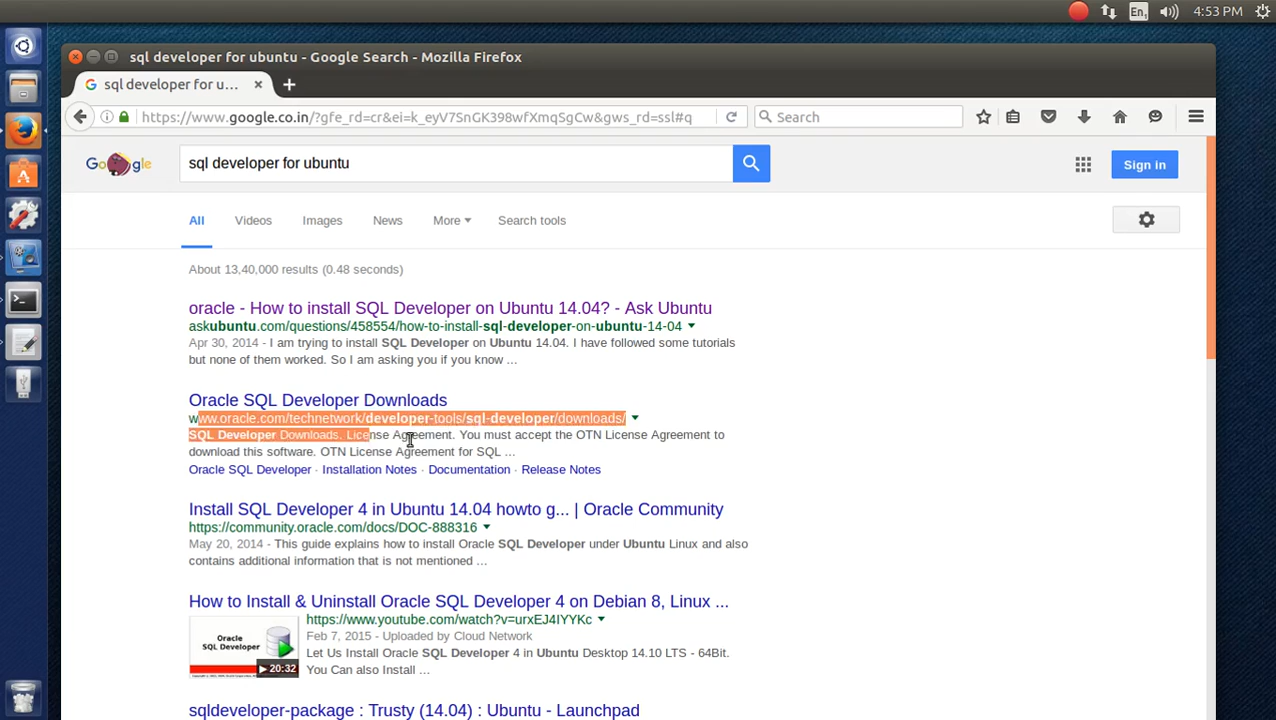 En
4:53 PM
sql developer for ubuntu - Google Search - Mozilla Firefox
sql developer for u...
https://www.google.co.in/?gfe_rd=cr&ei=k_eyV7SnGK398wfXmqSgCw&gws_rd=ssl#q
Search
Go gle
sql developer for ubuntu
Sign in
All Videos Images News More Search tools
About 13,40,000 results (0.48 seconds)
oracle - How to install SQL Developer on Ubuntu 14.04? - Ask Ubuntu
askubuntu.com/questions/458554/how-to-install-sql-developer-on-ubuntu-14-04
Apr 30, 2014 - I am trying to install SQL Developer on Ubuntu 14.04. I have followed some tutorials
but none of them worked. So I am asking you if you know ...
Oracle SQL Developer Downloads
www.oracle.com/technetwork/developer-tools/sql-developer/downloads/
SQL Developer Downloads. License Agreement. You must accept the OTN License Agreement to
download this software. OTN License Agreement for SQL ...
Oracle SQL Developer · Installation Notes · Documentation · Release Notes
Install SQL Developer 4 in Ubuntu 14.04 howto g... | Oracle Community
https://community.oracle.com/docs/DOC-888316
May 20, 2014 - This guide explains how to install Oracle SQL Developer under Ubuntu Linux and also
contains additional information that is not mentioned ...
How to Install & Uninstall Oracle SQL Developer 4 on Debian 8, Linux ...
https://www.youtube.com/watch?v=urxEJ4IYYKc
Feb 7, 2015 - Uploaded by Cloud Network
Let Us Install Oracle SQL Developer 4 in Ubuntu Desktop 14.10 LTS - 64Bit.
You Can also Install ...
Oracle
SQL Developer
20:32
sqldeveloper-package : Trusty (14.04) : Ubuntu - Launchpad